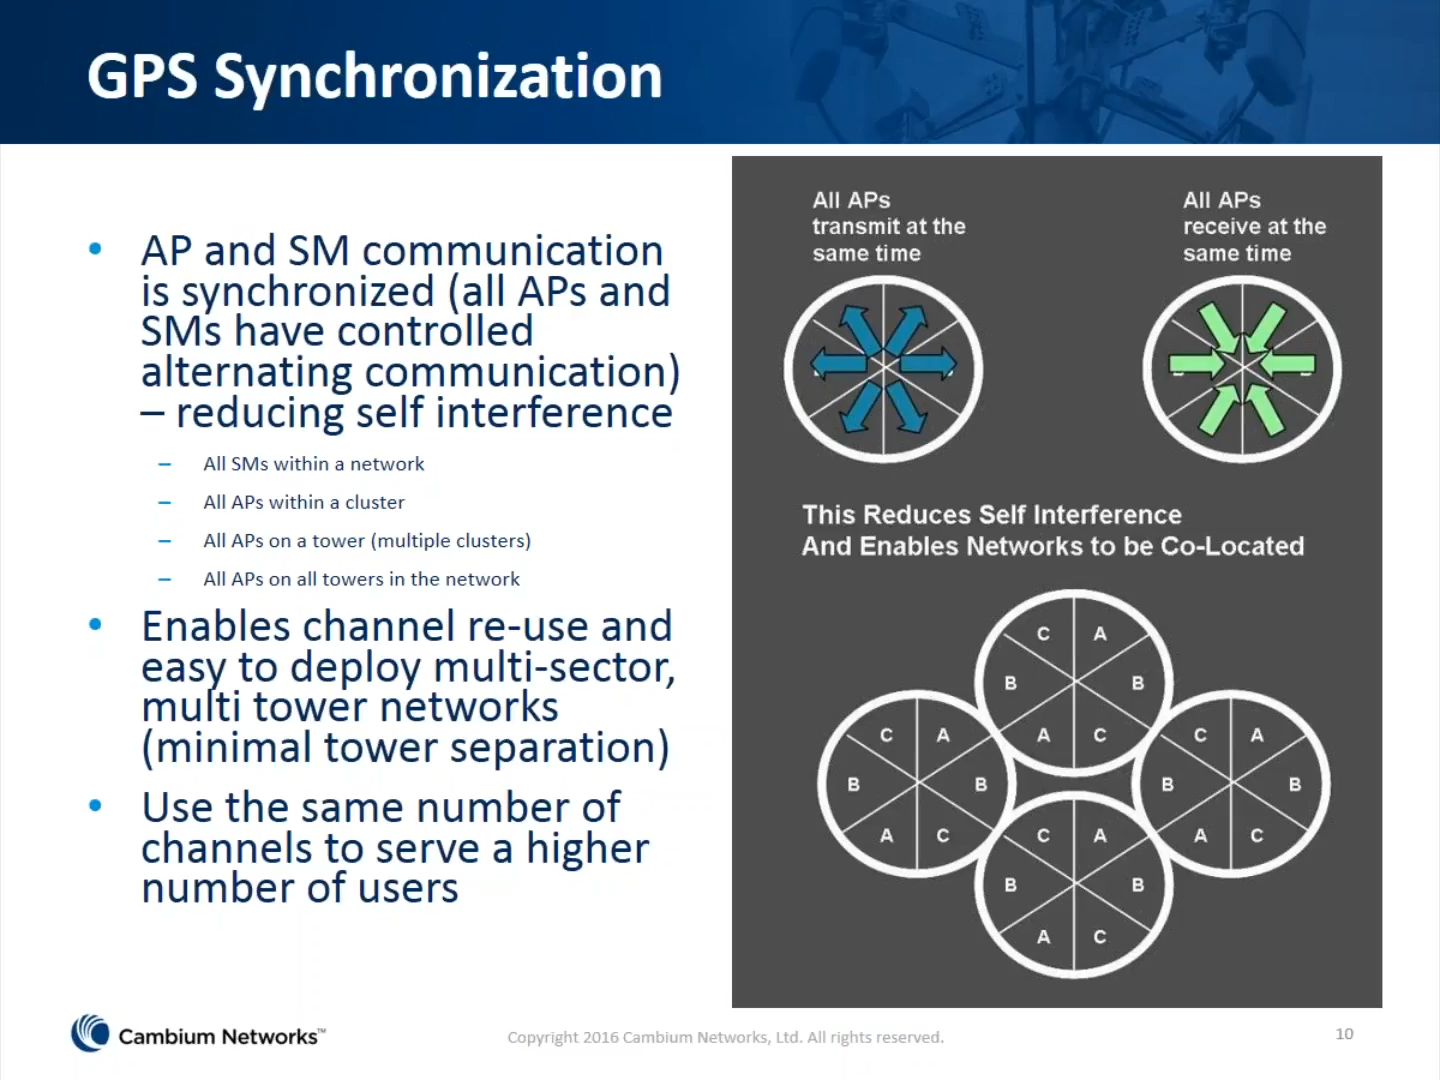 GPS Synchronization
• AP and SM communication
is synchronized (all APs and
SMs have controlled
alternating communication)
– reducing self interference
– All SMs within a network
– All APs within a cluster
– All APs on a tower (multiple clusters)
– All APs on all towers in the network
• Enables channel re-use and
easy to deploy multi-sector,
multi tower networks
(minimal tower separation)
• Use the same number of
channels to serve a higher
number of users
All APs
transmit at the
same time
All APs
receive at the
same time
This Reduces Self Interference
And Enables Networks to be Co-Located
C A
B B
A C
C A
B B
A C
C A
B B
A C
C A
B B
A C
Cambium Networks™
Copyright 2016 Cambium Networks, Ltd. All rights reserved.
10